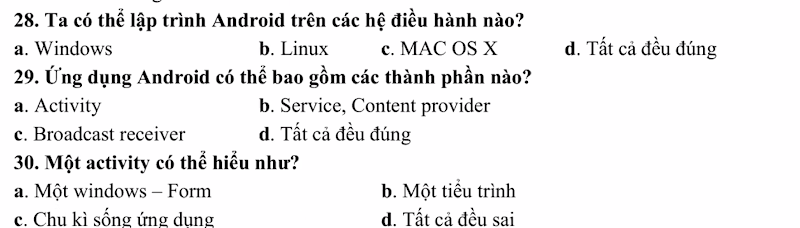 28. Ta có thể lập trình Android trên các hệ điều hành nào?
a. Windows b. Linux c. MAC OS X d. Tất cả đều đúng
29. Ứng dụng Android có thể bao gồm các thành phần nào?
a. Activity b. Service, Content provider
c. Broadcast receiver d. Tất cả đều đúng
30. Một activity có thể hiểu như?
a. Một windows – Form b. Một tiểu trình
c. Chu kì sống ứng dụng d. Tất cả đều sai